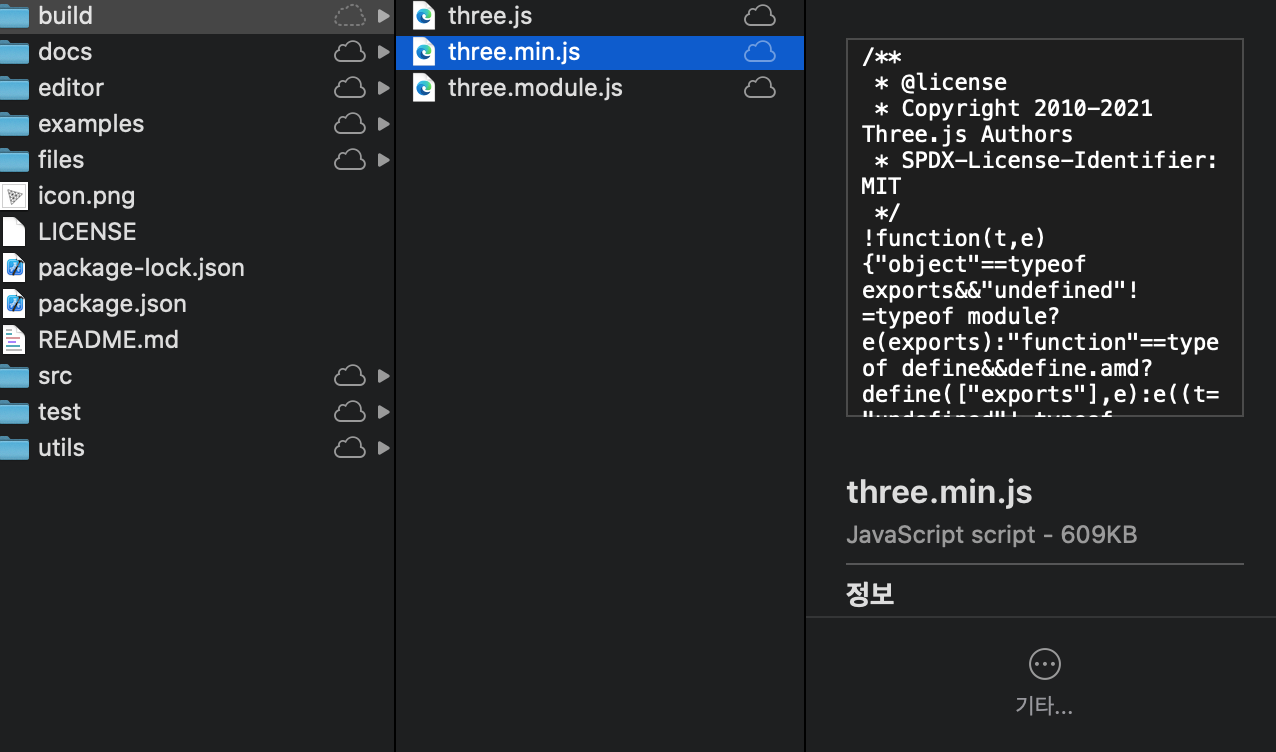 build
docs
editor
examples
files
icon.png
LICENSE
package-lock.json
package.json
README.md
src
test
utils
three.js
three.min.js
three.module.js
/**
 * @license
 * Copyright 2010-2021
Three.js Authors
 * SPDX-License-Identifier:
MIT
 */
!function(t,e)
{"object"==typeof
exports&&"undefined"!
=typeof module?
e(exports):"function"==type
of define&&define.amd?
define(["exports"],e):e((t=
"undefined"!=typeof
three.min.js
JavaScript script - 609KB
정보
기타...